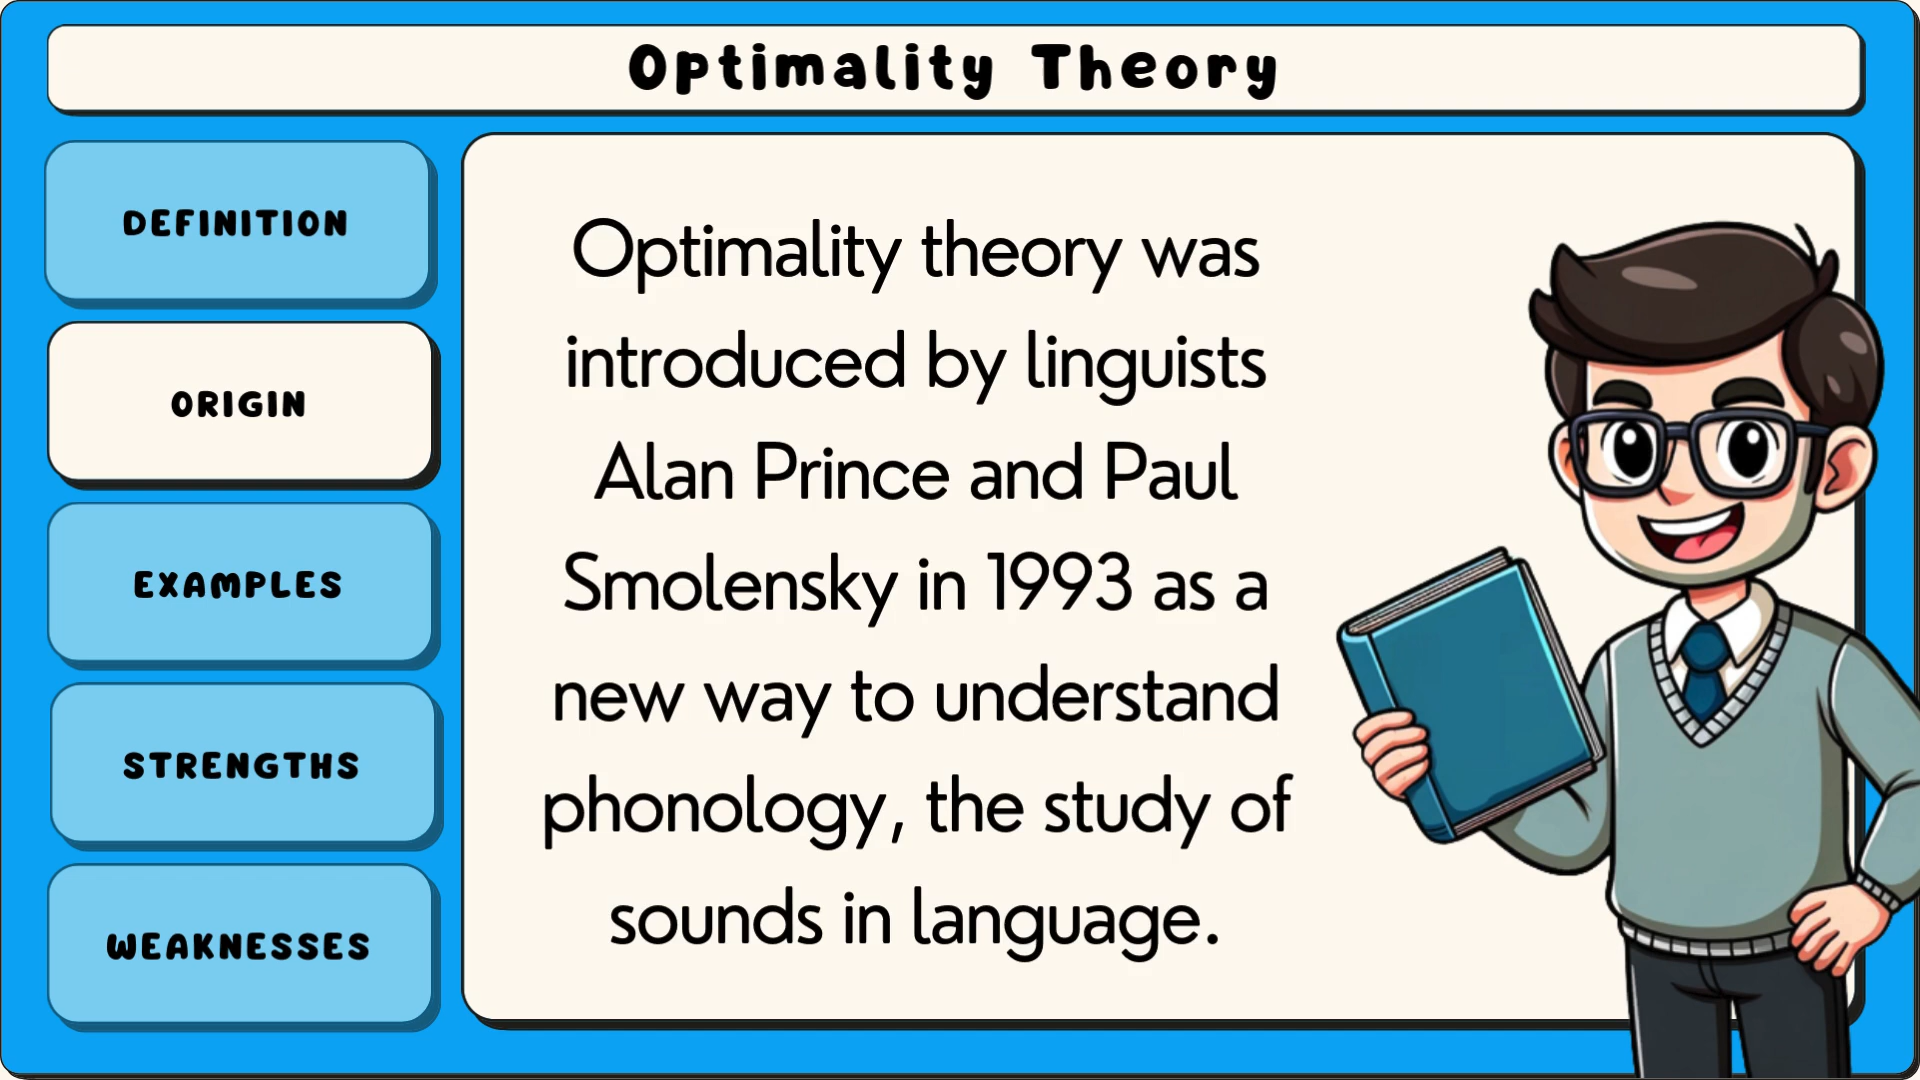 Optimality Theory
DEFINITION
ORIGIN
EXAMPLES
STRENGTHS
WEAKNESSES
Optimality theory was
introduced by linguists
Alan Prince and Paul
Smolensky in 1993 as a
new way to understand
phonology, the study of
sounds in language.